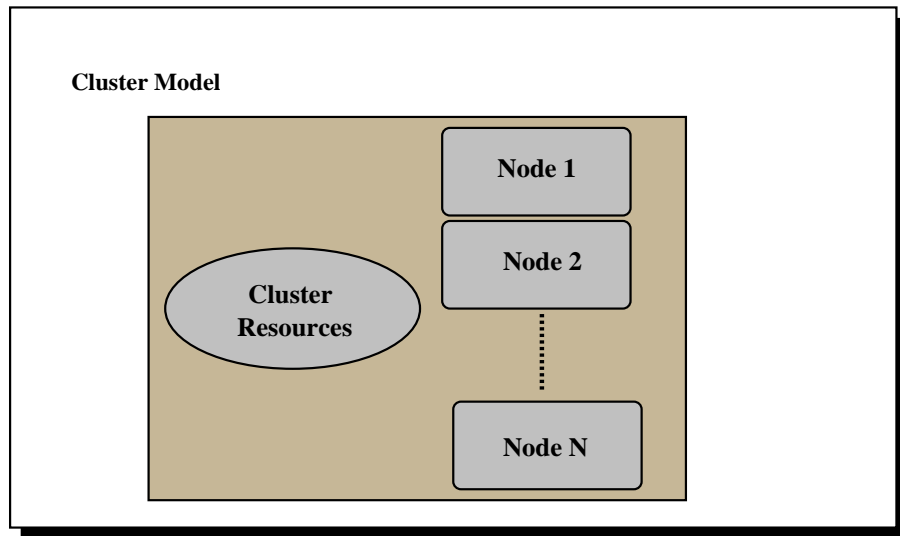 Cluster Model
Node 1
Node 2
Cluster
Resources
Node N